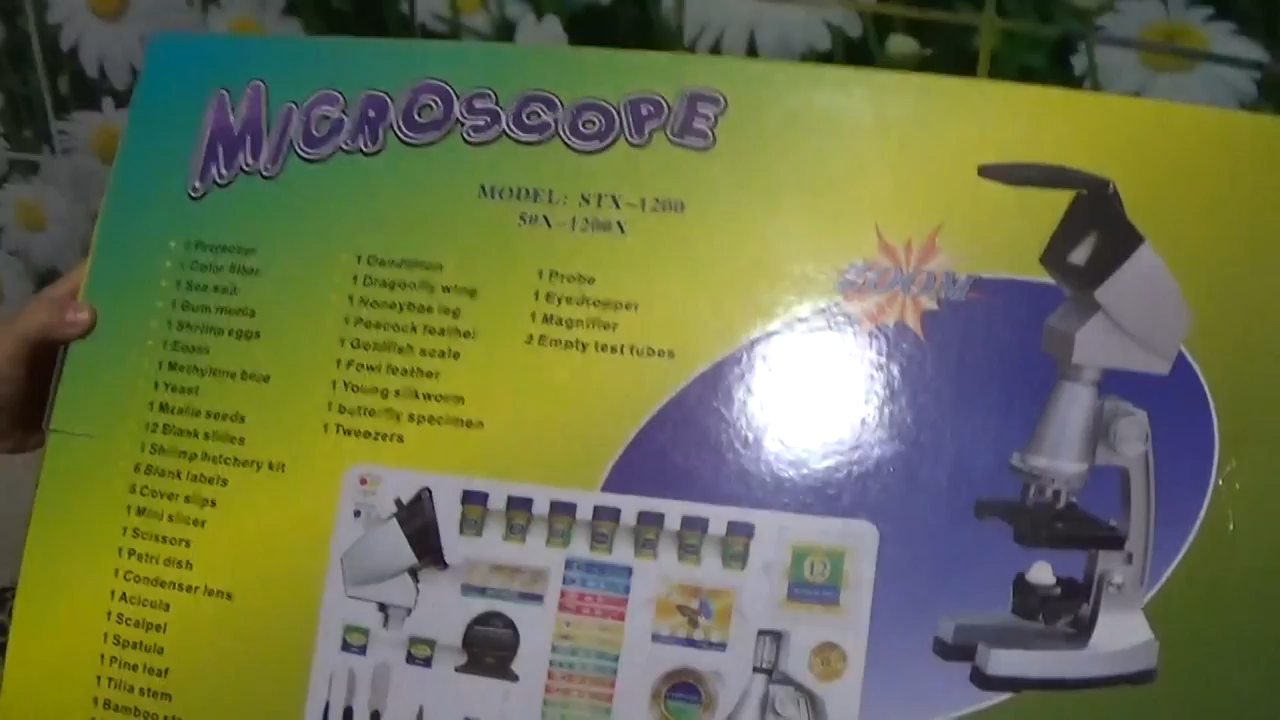 MICROSCOPE
MODEL: STX-1200
50X-1200X
ZOOM
1 Projector
1 Color filter
1 Sea salt
1 Gum media
1 Shrimp eggs
1 Eosin
1 Methylene blue
1 Yeast
seeds
12 Blank slides
1 Shrimp hatchery kit
6 Blank labels
Cover slips
1 Mini slicer
1 Scissors
1 Petri dish
1 Condenser lens
1 Acicula
1 Scalpel
1 Spatula
1 Pine leaf
1 Tilia stem
1 Bamboo
1 Dandelion
1 Dragonfly wing
1 Honeybee leg
1 Peacock feather
1 Goldfish scale
1 Fowl feather
1 Young silkworm
1 butterfly specimen
1 Tweezers
1 Probe
1 Eyedropper
1 Magnifier
2 Empty test tubes
12